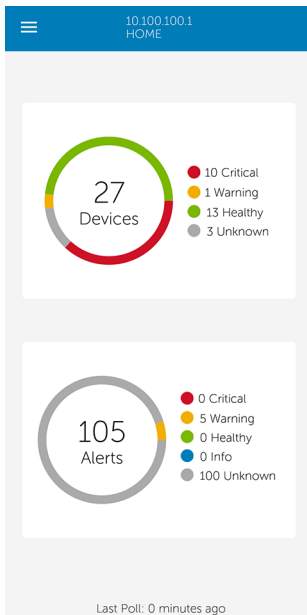 10.100.100.1
HOME
27
Devices
10 Critical
1 Warning
13 Healthy
3 Unknown
105
Alerts
0 Critical
5 Warning
0 Healthy
0 Info
100 Unknown
Last Poll: 0 minutes ago